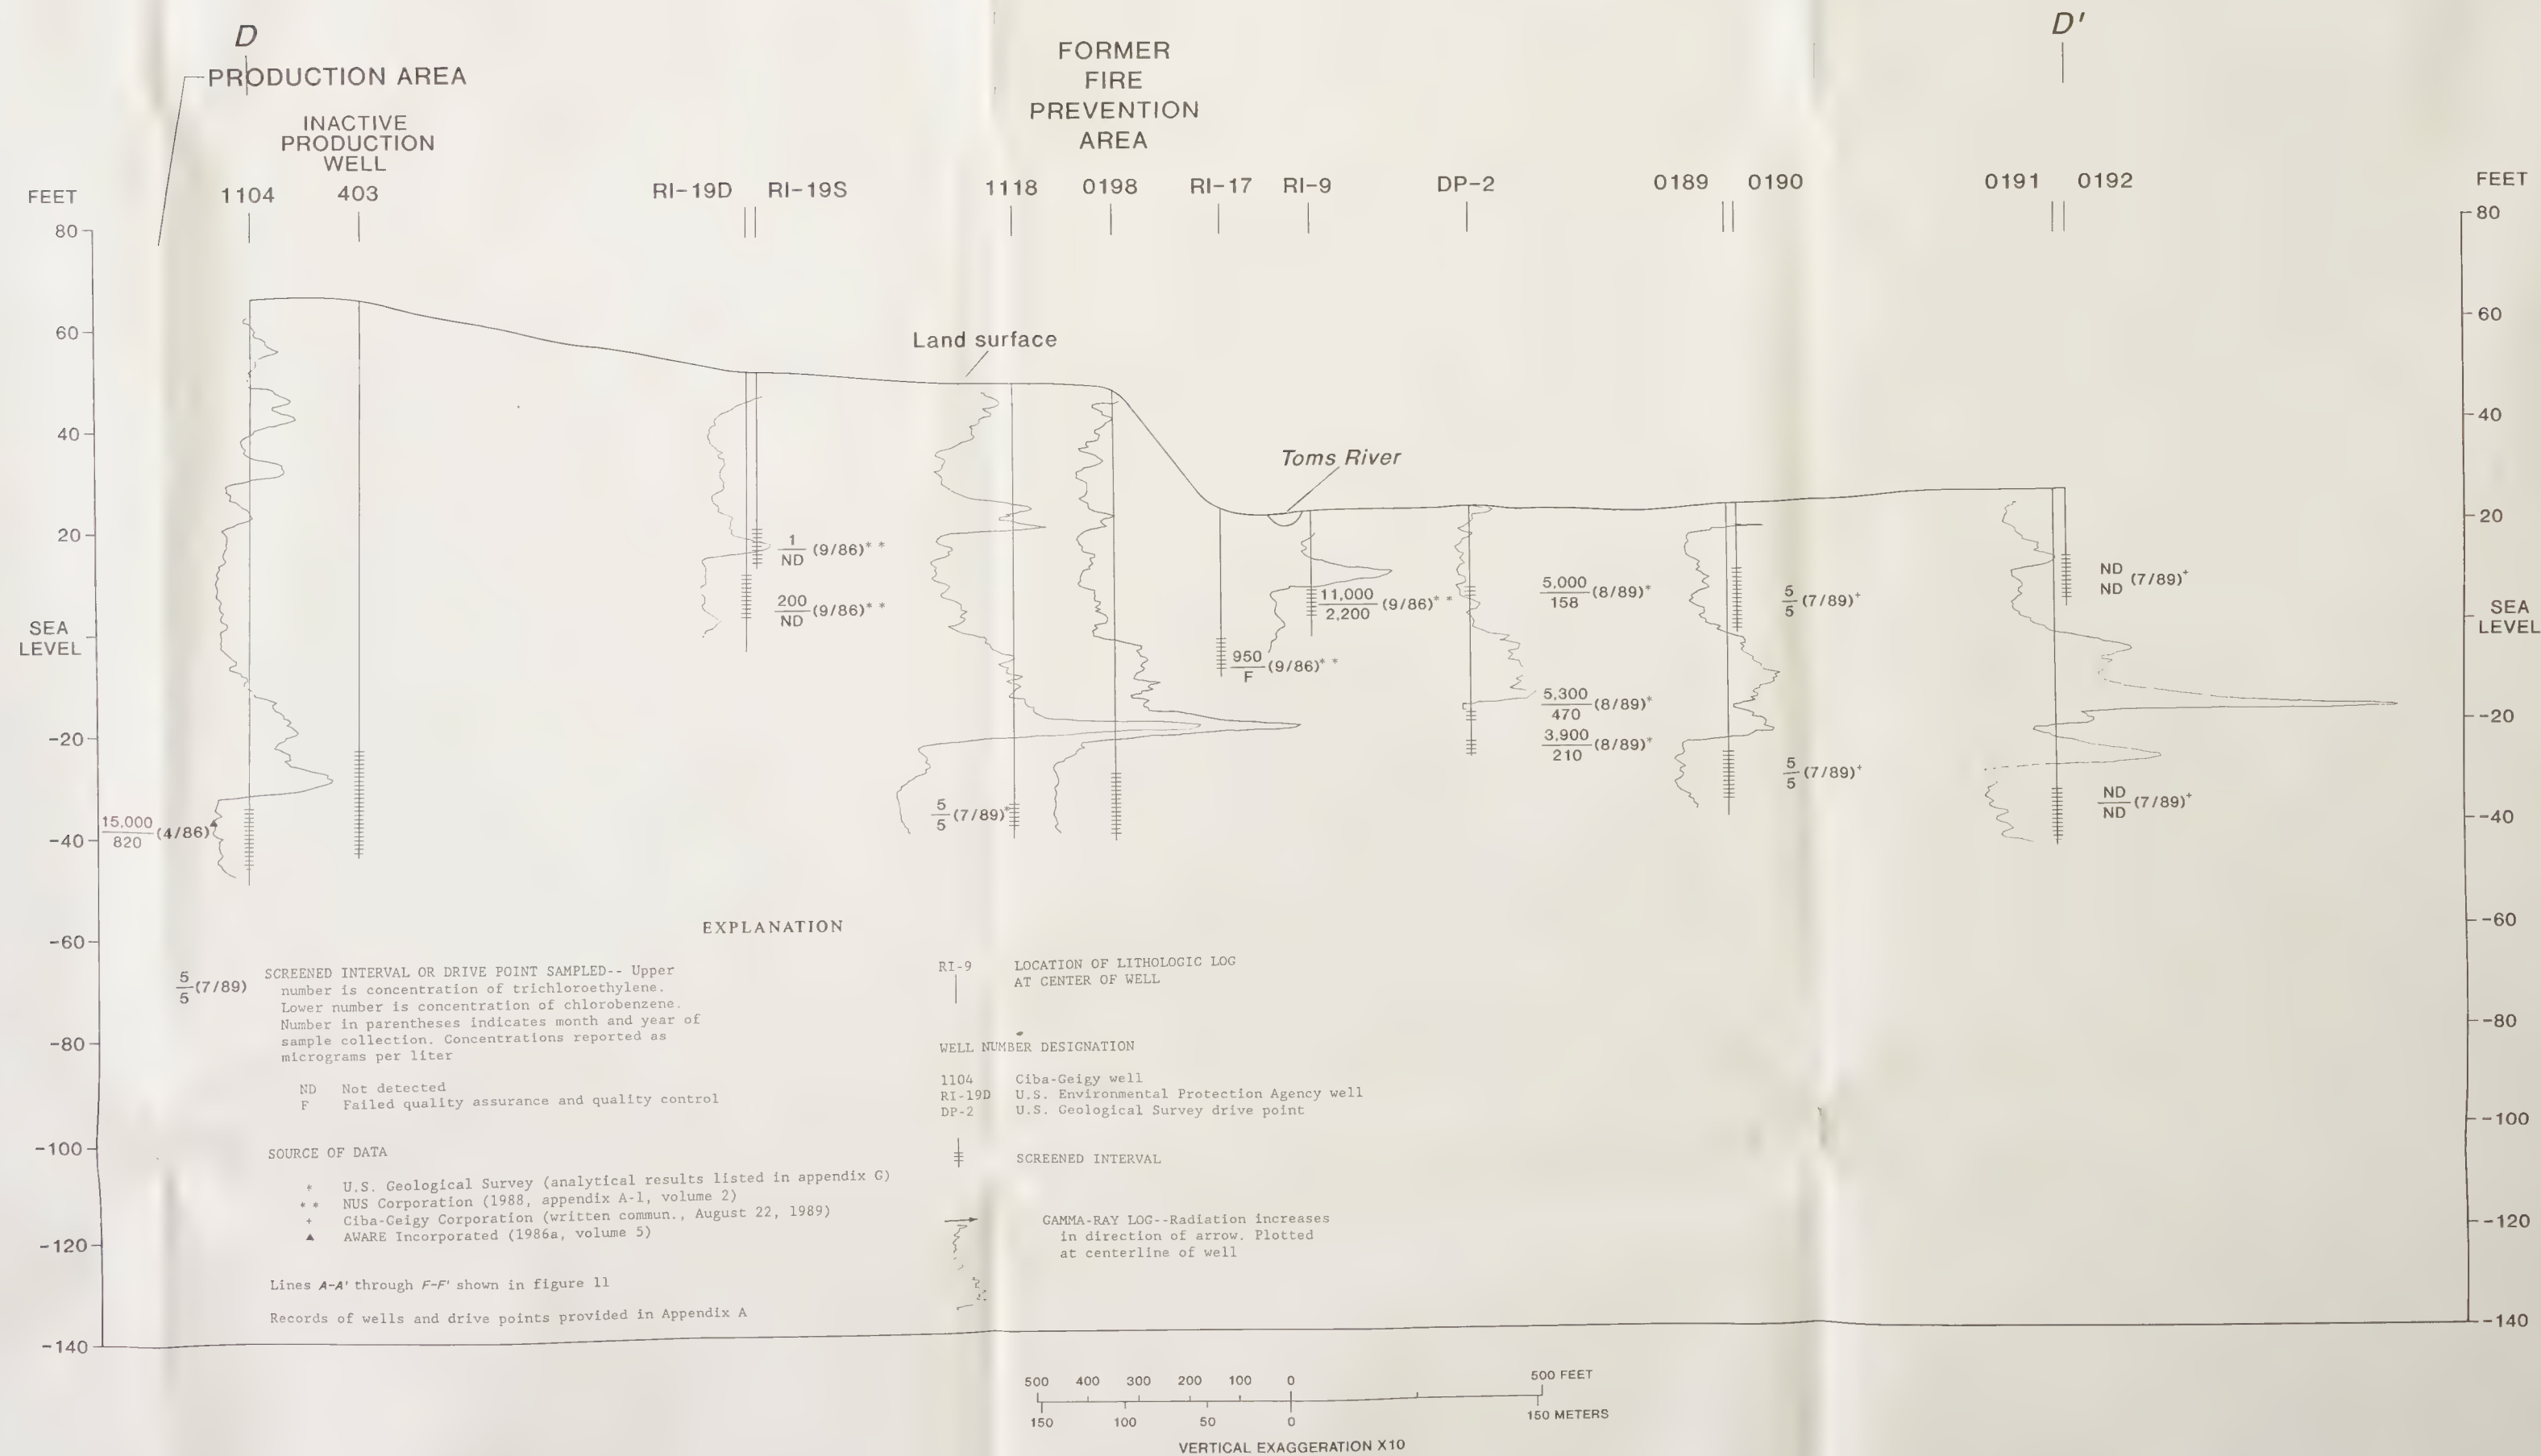 D
D'
PRODUCTION AREA
FORMER
FIRE
PREVENTION
AREA
INACTIVE
PRODUCTION
WELL
FEET
1104
403
RI-19D
RI-19S
1118
0198
RI-17
RI-9
DP-2
0189
0190
0191
0192
FEET
80
60
40
20
SEA
LEVEL
-20
-40
-60
-80
-100
-120
-140
80
60
40
20
SEA
LEVEL
-20
-40
-60
-80
-100
-120
-140
Land surface
Toms River
1
ND (9/86)**
200
ND (9/86)**
11,000
2,200 (9/86)**
950
F (9/86)**
5,000
158 (8/89)*
5,300
470 (8/89)*
3,900
210 (8/89)*
5
5 (7/89)+
5
5 (7/89)+
ND
ND (7/89)+
ND
ND (7/89)+
15,000
820 (4/86)▲
5
5 (7/89)*
EXPLANATION
5
5 (7/89)
SCREENED INTERVAL OR DRIVE POINT SAMPLED-- Upper
number is concentration of trichloroethylene.
Lower number is concentration of chlorobenzene.
Number in parentheses indicates month and year of
sample collection. Concentrations reported as
micrograms per liter
ND Not detected
F Failed quality assurance and quality control
SOURCE OF DATA
* U.S. Geological Survey (analytical results listed in appendix G)
** NUS Corporation (1988, appendix A-1, volume 2)
+ Ciba-Geigy Corporation (written commun., August 22, 1989)
▲ AWARE Incorporated (1986a, volume 5)
Lines A-A' through F-F' shown in figure 11
Records of wells and drive points provided in Appendix A
RI-9 LOCATION OF LITHOLOGIC LOG
AT CENTER OF WELL
WELL NUMBER DESIGNATION
1104 Ciba-Geigy well
RI-19D U.S. Environmental Protection Agency well
DP-2 U.S. Geological Survey drive point
SCREENED INTERVAL
GAMMA-RAY LOG--Radiation increases
in direction of arrow. Plotted
at centerline of well
500 400 300 200 100 0 500 FEET
150 100 50 0 150 METERS
VERTICAL EXAGGERATION X10